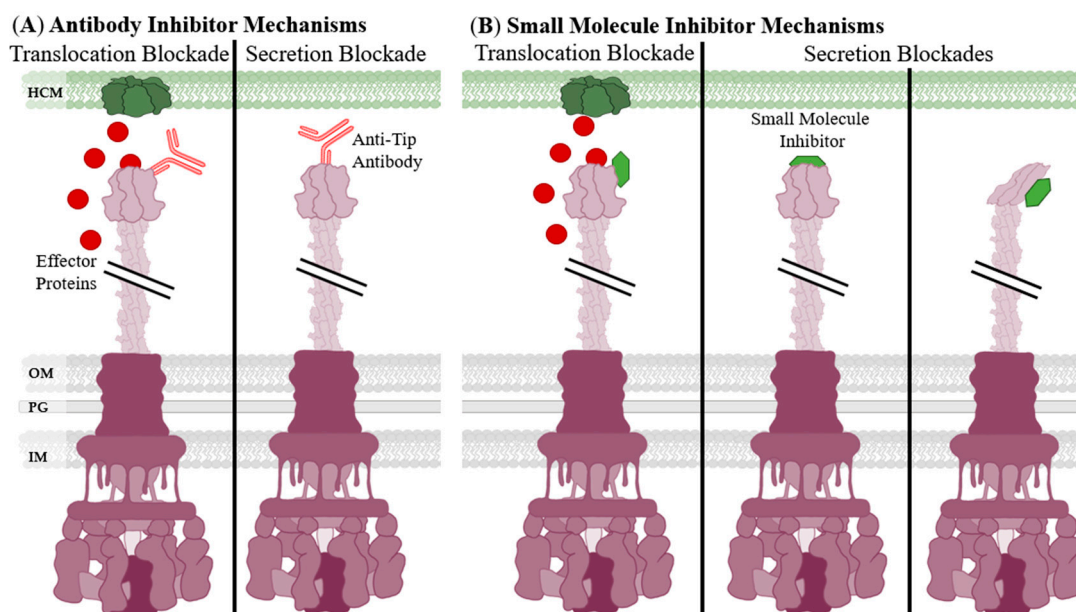 (A) Antibody Inhibitor Mechanisms
Translocation Blockade
Secretion Blockade
HCM
Anti-Tip
Antibody
Effector
Proteins
OM
PG
IM
(B) Small Molecule Inhibitor Mechanisms
Translocation Blockade
Secretion Blockades
Small Molecule
Inhibitor